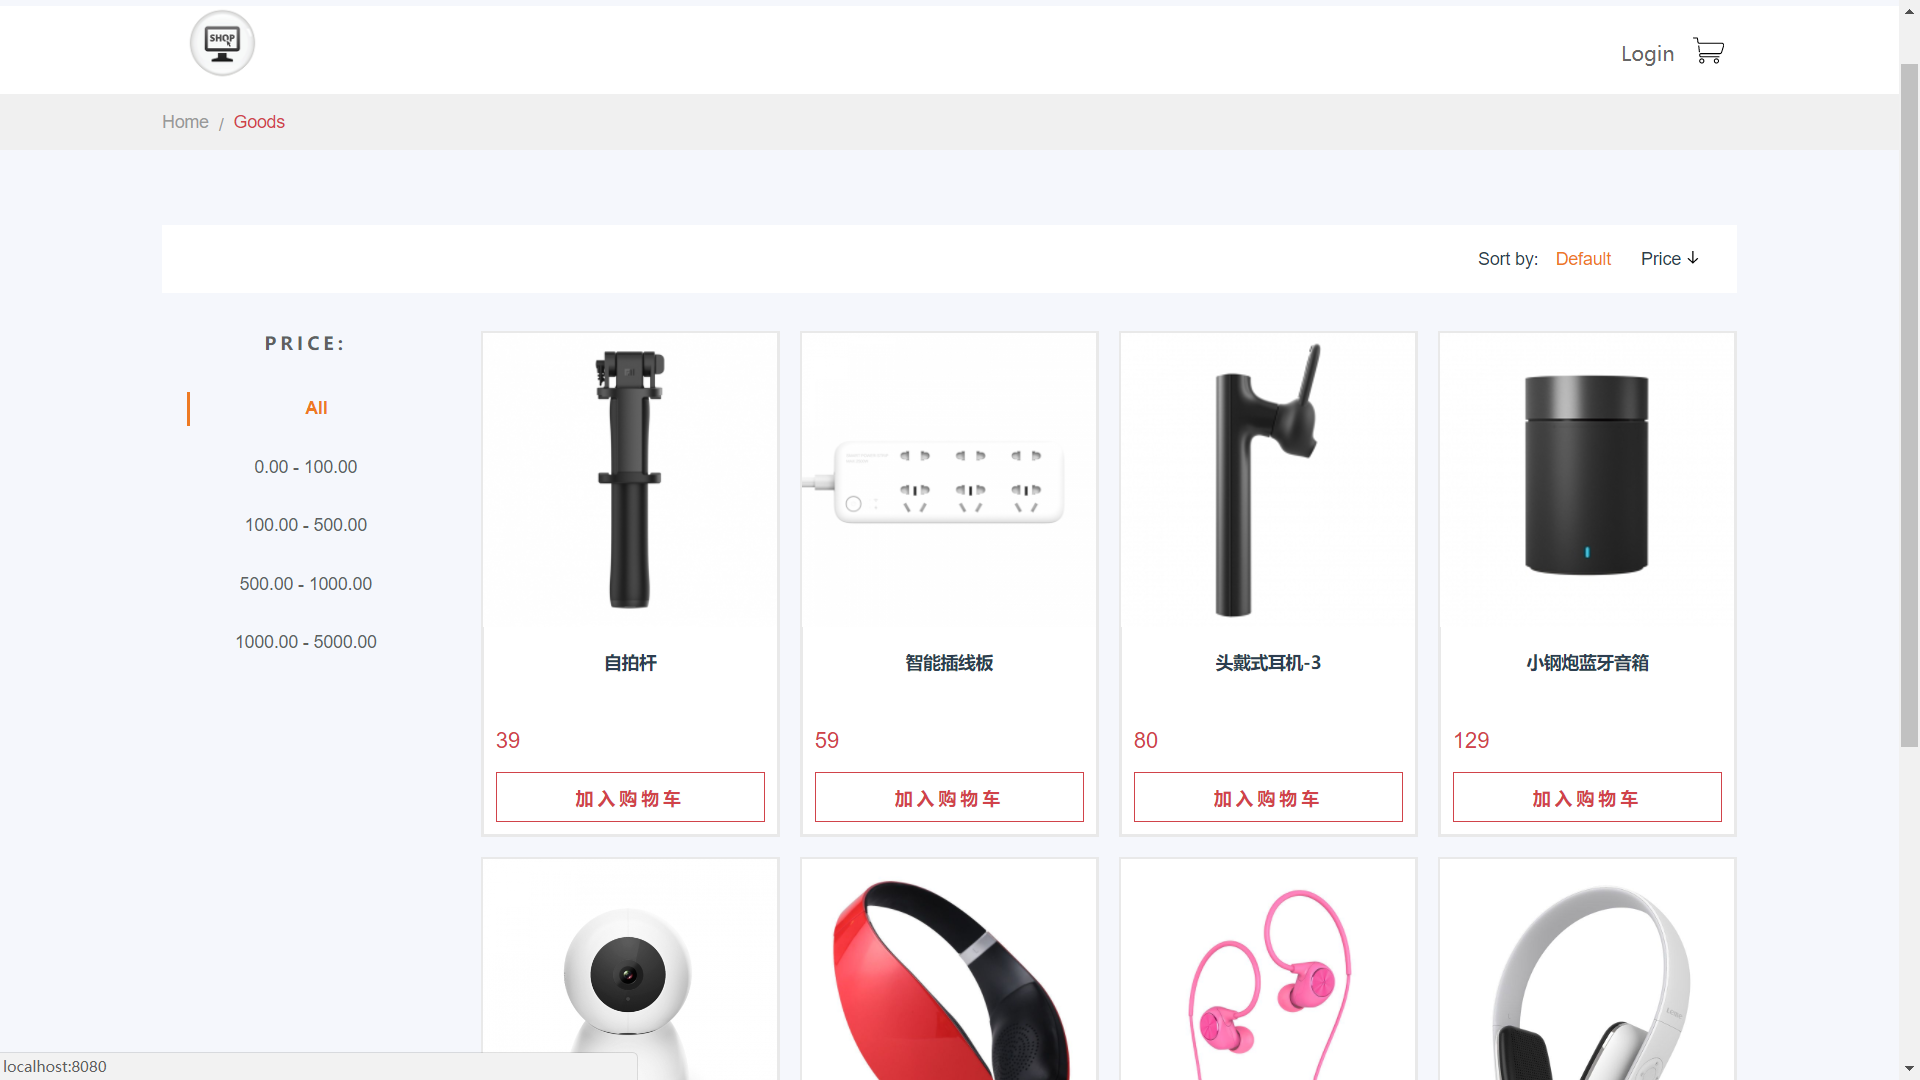 SHOP
Login
Home / Goods
Sort by: Default Price
PRICE:
All
0.00 - 100.00
100.00 - 500.00
500.00 - 1000.00
1000.00 - 5000.00
自拍杆
智能插线板
头戴式耳机-3
小钢炮蓝牙音箱
39
59
80
129
加入购物车
加入购物车
加入购物车
加入购物车
localhost:8080